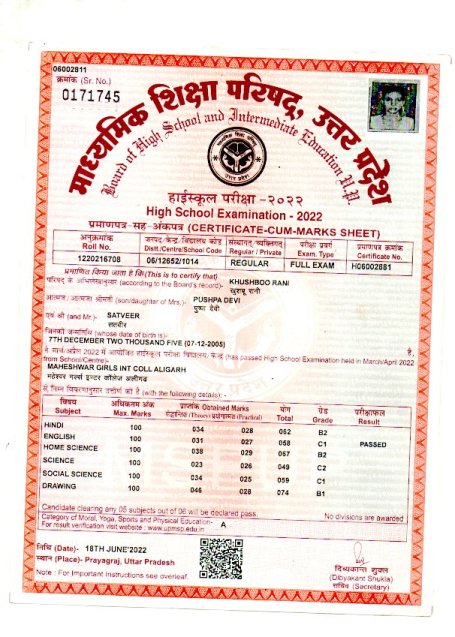 06002811
क्रमांक (Sr. No.)
0171745
माध्यमिक शिक्षा परिषद, उत्तर प्रदेश
Board of High School and Intermediate Education U.P.
हाईस्कूल परीक्षा -२०२२
High School Examination - 2022
प्रमाणपत्र-सह-अंकपत्र (CERTIFICATE-CUM-MARKS SHEET)
अनुक्रमांक जनपद/केन्द्र/विद्यालय कोड संस्थागत/व्यक्तिगत परीक्षा प्रकार प्रमाणपत्र क्रमांक
Roll No. Distt./Centre/School Code Regular / Private Exam. Type Certificate No.
1220216708 06/12652/1014 REGULAR FULL EXAM H06002881
प्रमाणित किया जाता है कि(This is to certify that)
परिषद् के अभिलेखानुसार (according to the Board's record)- KHUSHBOO RANI
खुशबू रानी
आत्मज/आत्मजा श्रीमती (son/daughter of Mrs.)- PUSHPA DEVI
पुष्पा देवी
एवं श्री (and Mr.)- SATVEER
सतवीर
जिनकी जन्मतिथि (whose date of birth is)-
7TH DECEMBER TWO THOUSAND FIVE (07-12-2005) है,
ने मार्च/अप्रैल 2022 में आयोजित हाईस्कूल परीक्षा विद्यालय/केन्द्र (has passed High School Examination held in March/April 2022
from School/Centre)-
MAHESHWAR GIRLS INT COLL ALIGARH
महेश्वर गर्ल्स इण्टर कॉलेज अलीगढ
से निम्न विवरणानुसार उत्तीर्ण की है (with the following details): -
विषय अधिकतम अंक प्राप्तांक Obtained Marks योग ग्रेड परीक्षाफल
Subject Max. Marks सैद्धान्तिक (Theory) प्रयोगात्मक (Practical) Total Grade Result
HINDI 100 034 028 062 B2
ENGLISH 100 031 027 058 C1 PASSED
HOME SCIENCE 100 038 029 067 B2
SCIENCE 100 023 026 049 C2
SOCIAL SCIENCE 100 034 025 059 C1
DRAWING 100 046 028 074 B1
Candidate clearing any 05 subjects out of 06 will be declared pass. No divisions are awarded
Category of Moral, Yoga, Sports and Physical Education- A
For result verification visit website : www.upmsp.edu.in
तिथि (Date)- 18TH JUNE'2022
स्थान (Place)- Prayagraj, Uttar Pradesh
Note : For Important Instructions see overleaf.
दिव्यकान्त शुक्ल
(Dibyakant Shukla)
सचिव (Secretary)